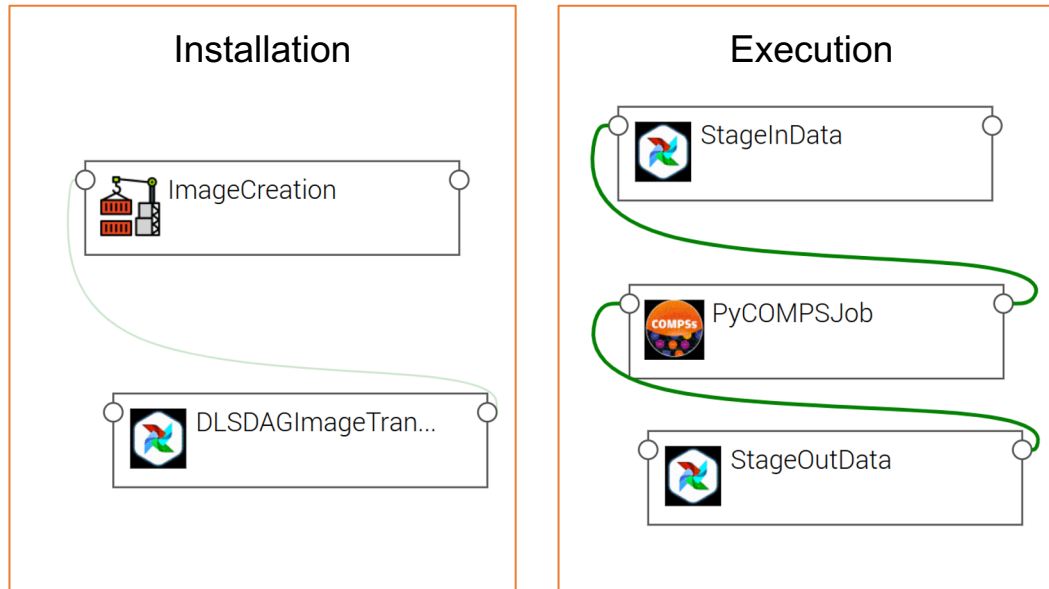 Installation
ImageCreation
DLSDAGImageTran...
Execution
StageInData
COMPSs
PyCOMPSJob
StageOutData